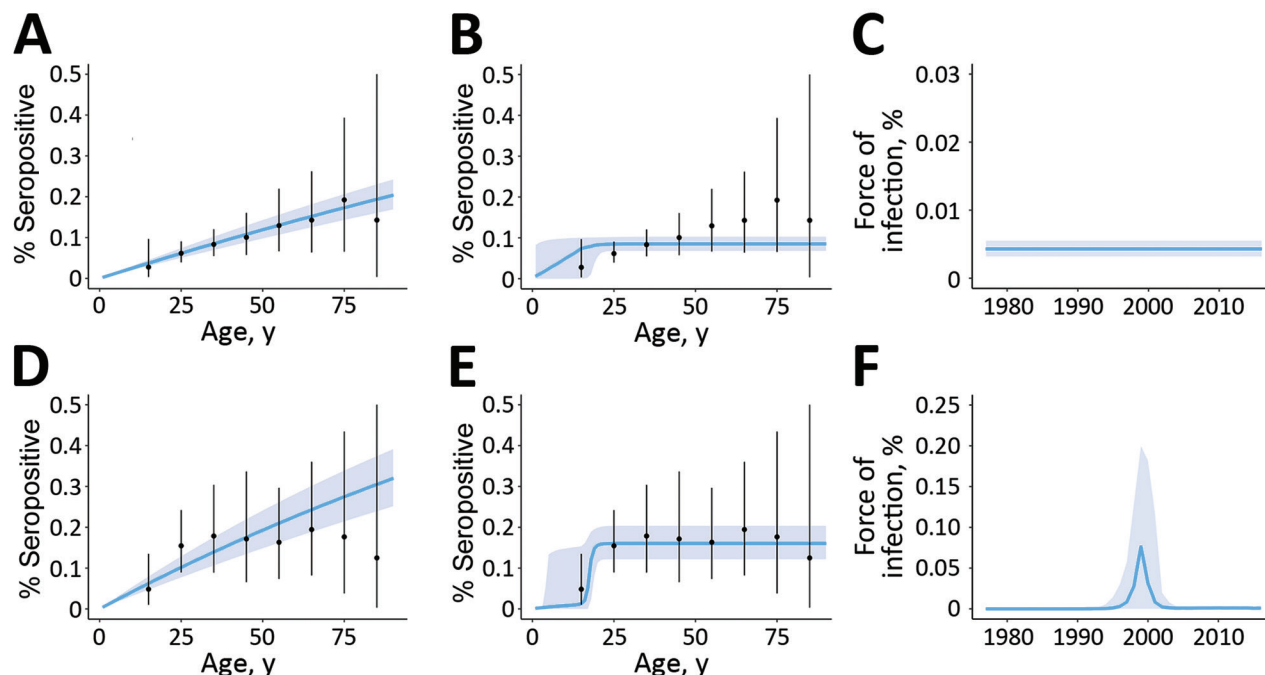 A
% Seropositive
0.5
0.4
0.3
0.2
0.1
0
0 25 50 75
Age, y
B
% Seropositive
0.5
0.4
0.3
0.2
0.1
0
0 25 50 75
Age, y
C
Force of
infection, %
0.03
0.01
0.01
0
1980 1990 2000 2010
D
% Seropositive
0.5
0.4
0.3
0.2
0.1
0
0 25 50 75
Age, y
E
% Seropositive
0.5
0.4
0.3
0.2
0.1
0
0 25 50 75
Age, y
F
Force of
infection, %
0.25
0.20
0.15
0.10
0.05
0
1980 1990 2000 2010